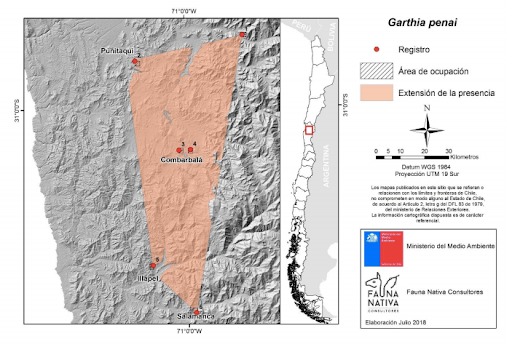 71°0'0"W
31°0'0"S
Punitaqui
2
3
4
Combarbalá
5
Illapel
Salamanca
71°0'0"W
PERÚ
BOLIVIA
ARGENTINA
31°0'0"S
Garthia penai
Registro
Área de ocupación
Extensión de la presencia
N
0 5 10 20 30
Kilometros
Datum WGS 1984
Proyección UTM 19 Sur
Los mapas publicados en este sitio que se refieran o
relacionen con los límites y fronteras de Chile,
no comprometen en modo alguno al Estado de Chile,
de acuerdo al Artículo 2, letra g del DFL 83 de 1979,
del ministerio de Relaciones Exteriores.
La información cartográfica dispuesta es de carácter
referencial.
Ministerio del Medio Ambiente
FAUNA
NATIVA
CONSULTORES
Fauna Nativa Consultores
Elaboración Julio 2018